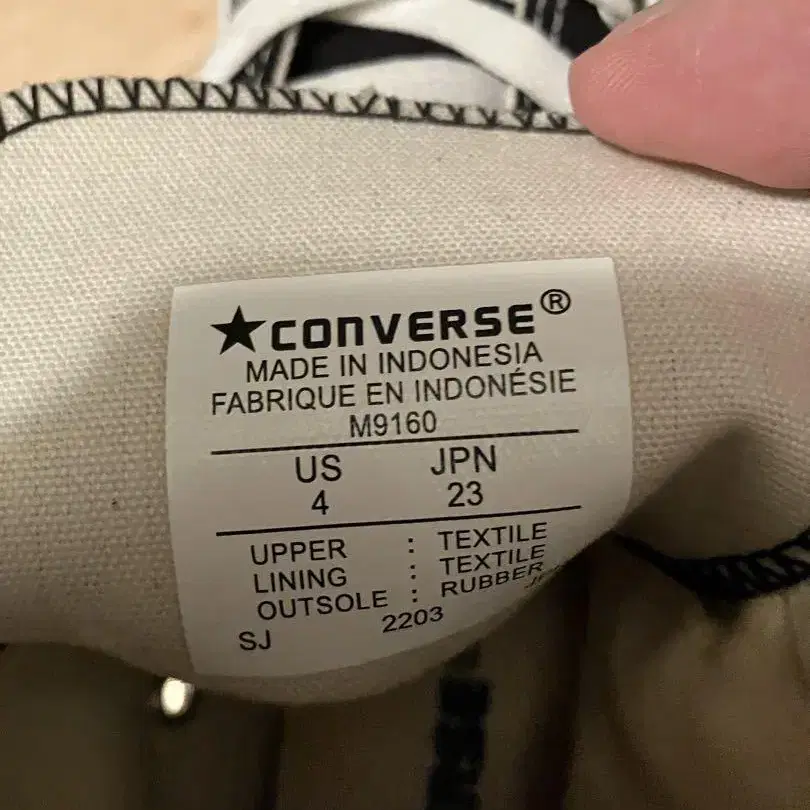 ★CONVERSE®
MADE IN INDONESIA
FABRIQUE EN INDONÉSIE
M9160
US JPN
4 23
UPPER : TEXTILE
LINING : TEXTILE
OUTSOLE : RUBBER
SJ 2203